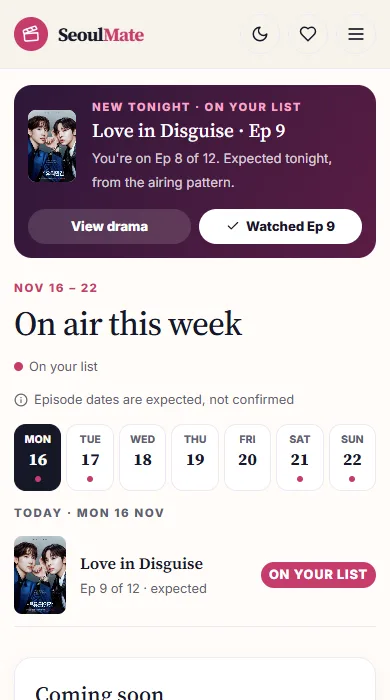 SeoulMate
NEW TONIGHT · ON YOUR LIST
Love in Disguise · Ep 9
You're on Ep 8 of 12. Expected tonight,
from the airing pattern.
View drama
Watched Ep 9
NOV 16 – 22
On air this week
On your list
Episode dates are expected, not confirmed
MON TUE WED THU FRI SAT SUN
16 17 18 19 20 21 22
TODAY · MON 16 NOV
Love in Disguise
Ep 9 of 12 · expected
ON YOUR LIST
Coming soon